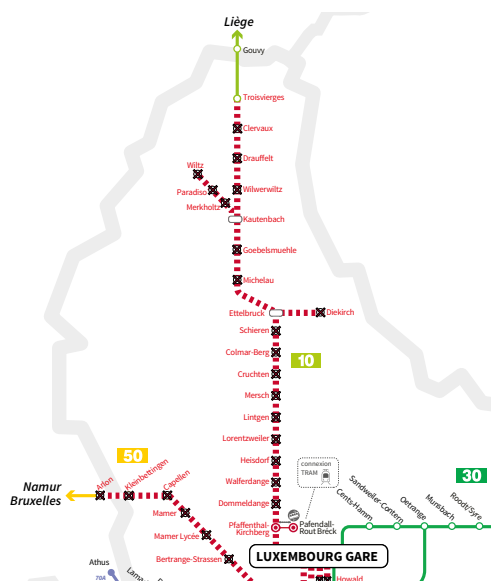 Liège
Gouvy
Troisvierges
Clervaux
Drauffelt
Wiltz
Paradiso
Wilwerwiltz
Merkholtz
Kautenbach
Goebelsmuehle
Michelau
Ettelbruck
Diekirch
Schieren
Colmar-Berg
10
Cruchten
Mersch
Lintgen
Lorentzweiler
Heisdorf
connexion
TRAM
Walferdange
Dommeldange
Pfaffenthal-
Kirchberg
Pafendall-
Rout Bréck
50
Arlon
Kleinbettingen
Capellen
Namur
Bruxelles
Mamer
Mamer Lycée
Bertrange-Strassen
30
Cents-Hamm
Sandweiler-Contern
Oetrange
Munsbach
Roodt/Syre
LUXEMBOURG GARE
Howald
Athus
70A
Lama